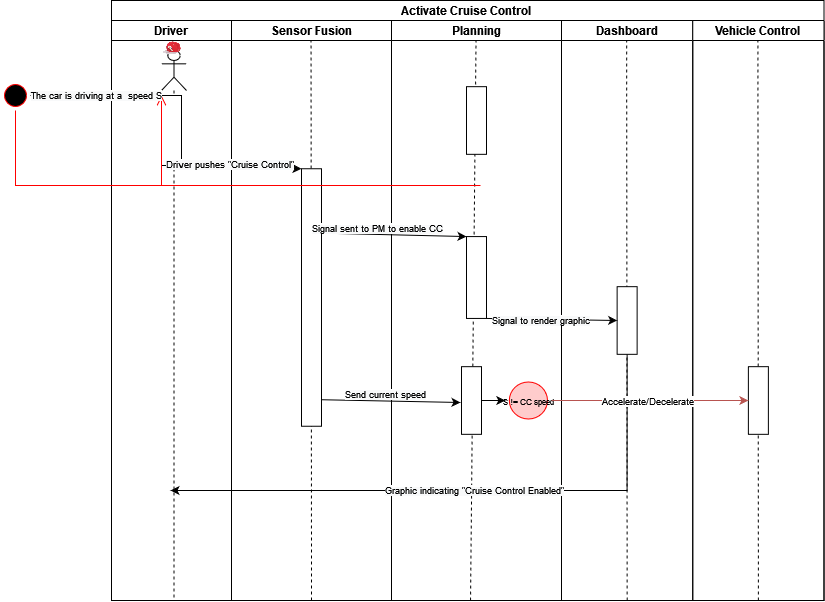 Activate Cruise Control
Driver
Sensor Fusion
Planning
Dashboard
Vehicle Control
The car is driving at a speed S
Driver pushes "Cruise Control"
Signal sent to PM to enable CC
Signal to render graphic
Send current speed
S != CC speed
Accelerate/Decelerate
Graphic indicating "Cruise Control Enabled"